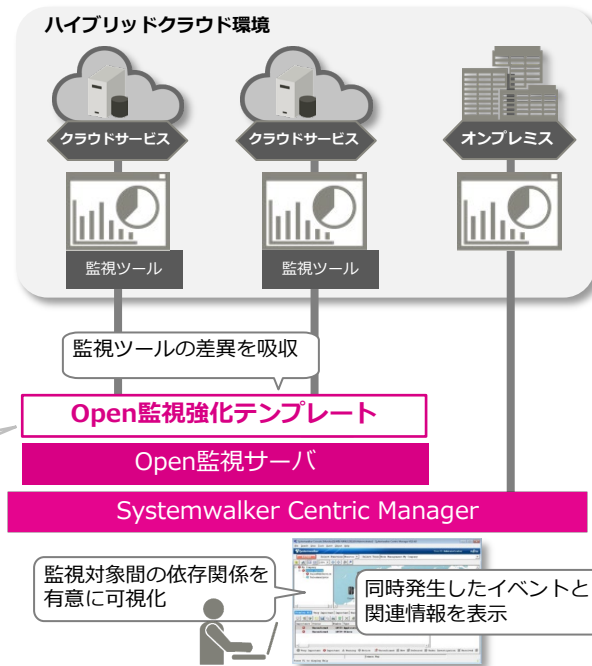 ハイブリッドクラウド環境
クラウドサービス
クラウドサービス
オンプレミス
監視ツール
監視ツール
監視ツールの差異を吸収
Open監視強化テンプレート
Open監視サーバ
Systemwalker Centric Manager
監視対象間の依存関係を
有意に可視化
同時発生したイベントと
関連情報を表示